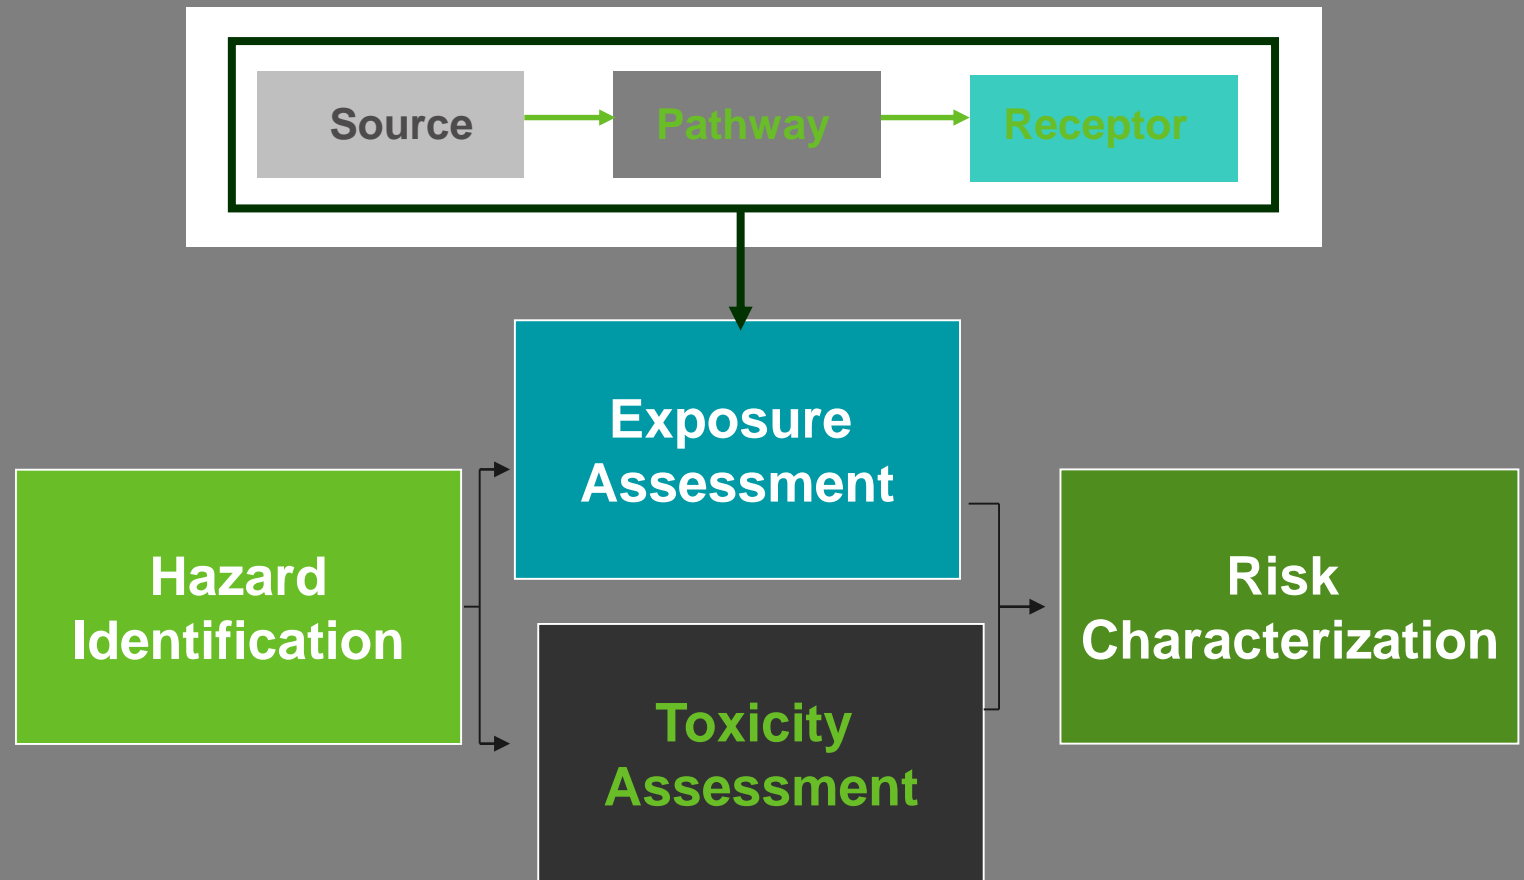 Source
Pathway
Receptor
Exposure
Assessment
Hazard
Identification
Risk
Characterization
Toxicity
Assessment